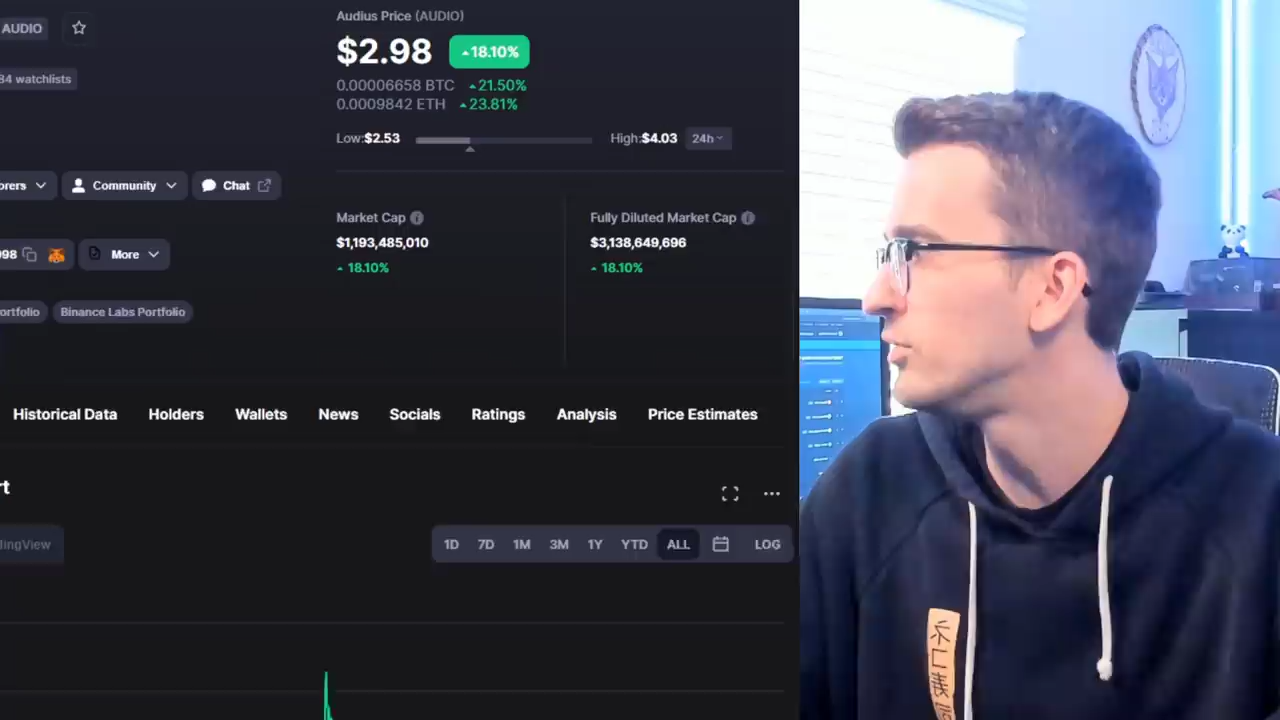 AUDIO
Audius Price (AUDIO)
$2.98 18.10%
34 watchlists
0.00006658 BTC 21.50%
0.0009842 ETH 23.81%
Low:$2.53 High:$4.03 24h
Community Chat
Market Cap Fully Diluted Market Cap
$1,193,485,010 $3,138,649,696
18.10% 18.10%
98 More
Binance Labs Portfolio
Historical Data Holders Wallets News Socials Ratings Analysis Price Estimates
1D 7D 1M 3M 1Y YTD ALL LOG